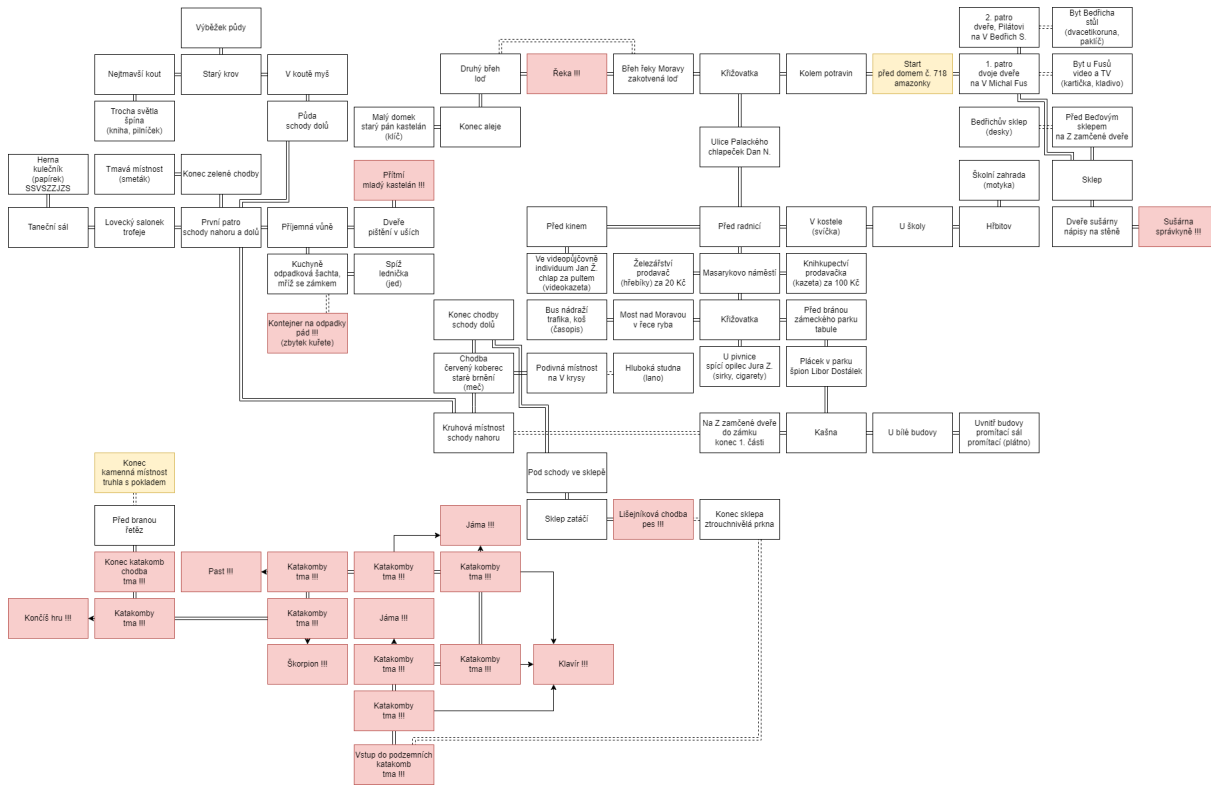 Výběžek půdy
2. patro
dveře, Pilátovi
na V Bedřich S.
Byt Bedřicha
stůl
(dvacetikoruna,
paklíč)
Nejtmavší kout
Starý krov
V koutě myš
Druhý břeh
loď
Řeka !!!
Břeh řeky Moravy
zakotvená loď
Křižovatka
Kolem potravin
Start
před domem č. 718
amazonky
1. patro
dvoje dveře
na V Michal Fus
Byt u Fusů
video a TV
(kartička, kladivo)
Trocha světla
špína
(kniha, pilníček)
Půda
schody dolů
Malý domek
starý pán kastelán
(klíč)
Konec aleje
Bedřichův sklep
(desky)
Před Beďovým
sklepem
na Z zamčené dveře
Ulice Palackého
chlapeček Dan N.
Herna
kulečník
(papírek)
SSVSZZJZS
Tmavá místnost
(smeták)
Konec zelené chodby
Přítmí
mladý kastelán !!!
Školní zahrada
(motyka)
Sklep
Taneční sál
Lovecký salonek
trofeje
První patro
schody nahoru a dolů
Příjemná vůně
Dveře
pištění v uších
Před kinem
Před radnicí
V kostele
(svíčka)
U školy
Hřbitov
Dveře sušárny
nápisy na stěně
Sušárna
správkyně !!!
Kuchyně
odpadková šachta,
mříž se zámkem
Spíž
lednička
(jed)
Ve videopůjčovně
individuum Jan Ž.
chlap za pultem
(videokazeta)
Železářství
prodavač
(hřebíky) za 20 Kč
Masarykovo náměstí
Knihkupectví
prodavačka
(kazeta) za 100 Kč
Kontejner na odpadky
pád !!!
(zbytek kuřete)
Konec chodby
schody dolů
Bus nádraží
trafika, koš
(časopis)
Most nad Moravou
v řece ryba
Křižovatka
Před bránou
zámeckého parku
tabule
Chodba
červený koberec
staré brnění
(meč)
Podivná místnost
na V krysy
Hluboká studna
(lano)
U pivnice
spící opilec Jura Z.
(sirky, cigarety)
Plácek v parku
špion Libor Dostálek
Kruhová místnost
schody nahoru
Na Z zamčené dveře
do zámku
konec 1. části
Kašna
U bílé budovy
Uvnitř budovy
promítací sál
promítací (plátno)
Konec
kamenná místnost
truhla s pokladem
Pod schody ve sklepě
Před branou
řetěz
Jáma !!!
Sklep zatáčí
Lišejníková chodba
pes !!!
Konec sklepa
ztrouchnivělá prkna
Konec katakomb
chodba
tma !!!
Past !!!
Katakomby
tma !!!
Katakomby
tma !!!
Katakomby
tma !!!
Končíš hru !!!
Katakomby
tma !!!
Katakomby
tma !!!
Jáma !!!
Škorpion !!!
Katakomby
tma !!!
Katakomby
tma !!!
Klavír !!!
Katakomby
tma !!!
Vstup do podzemních
katakomb
tma !!!